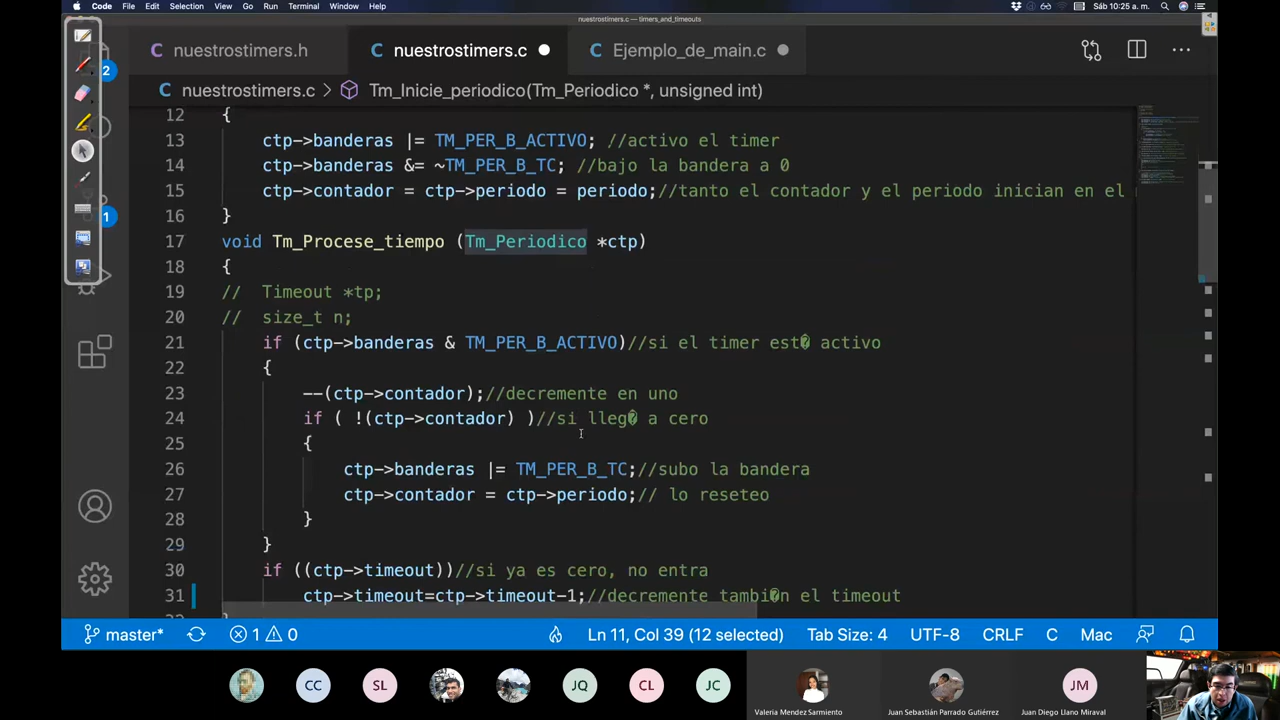 Code File Edit Selection View Go Run Terminal Window Help Sáb 10:25 a. m.
nuestrostimers.c — timers_and_timeouts
nuestrostimers.h
C nuestrostimers.c
C Ejemplo_de_main.c
2
C nuestrostimers.c > Tm_Inicie_periodico(Tm_Periodico *, unsigned int)
12 {
13 ctp->banderas |= TM_PER_B_ACTIVO; //activo el timer
14 ctp->banderas &= ~TM_PER_B_TC; //bajo la bandera a 0
15 ctp->contador = ctp->periodo = periodo;//tanto el contador y el periodo inician en el
1
16 }
17 void Tm_Procese_tiempo (Tm_Periodico *ctp)
18 {
19 // Timeout *tp;
20 // size_t n;
21 if (ctp->banderas & TM_PER_B_ACTIVO)//si el timer est� activo
22 {
23 --(ctp->contador);//decremente en uno
24 if ( !(ctp->contador) )//si lleg� a cero
25 {
26 ctp->banderas |= TM_PER_B_TC;//subo la bandera
27 ctp->contador = ctp->periodo;// lo reseteo
28 }
29 }
30 if ((ctp->timeout))//si ya es cero, no entra
31 ctp->timeout=ctp->timeout-1;//decremente tambi�n el timeout
master* 1 0 Ln 11, Col 39 (12 selected) Tab Size: 4 UTF-8 CRLF C Mac
CC SL JQ CL JC JM
Valeria Mendez Sarmiento Juan Sebastián Parrado Gutiérrez Juan Diego Llano Miraval